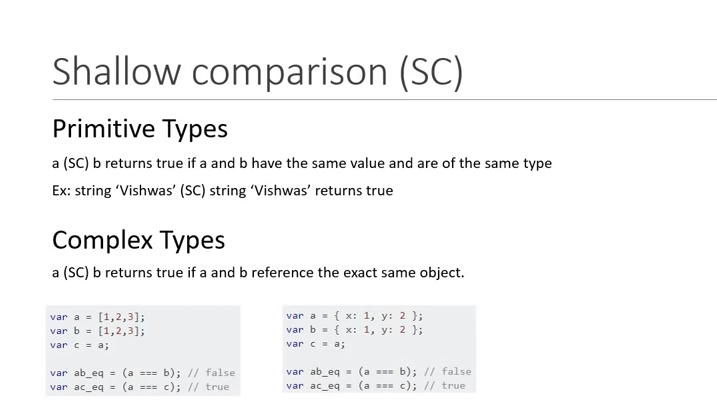 Shallow comparison (SC)
Primitive Types
a (SC) b returns true if a and b have the same value and are of the same type
Ex: string ‘Vishwas’ (SC) string ‘Vishwas’ returns true
Complex Types
a (SC) b returns true if a and b reference the exact same object.
var a = [1,2,3];
var b = [1,2,3];
var c = a;
var ab_eq = (a === b); // false
var ac_eq = (a === c); // true
var a = { x: 1, y: 2 };
var b = { x: 1, y: 2 };
var c = a;
var ab_eq = (a === b); // false
var ac_eq = (a === c); // true